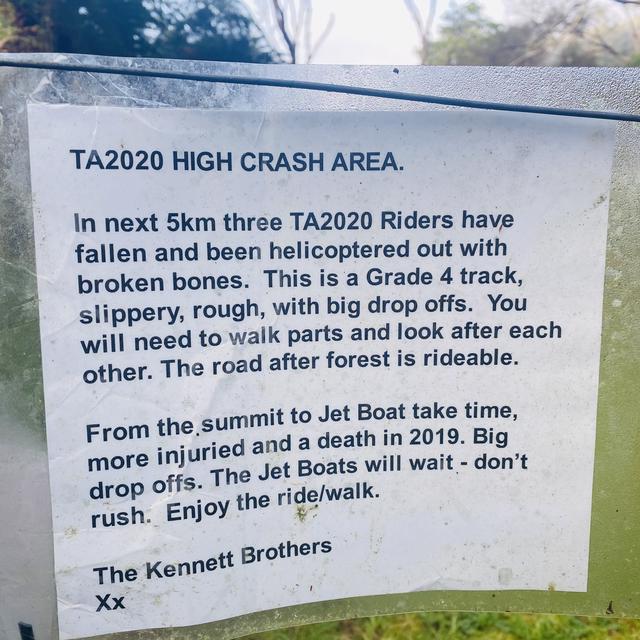 TA2020 HIGH CRASH AREA.
In next 5km three TA2020 Riders have
fallen and been helicoptered out with
broken bones. This is a Grade 4 track,
slippery, rough, with big drop offs. You
will need to walk parts and look after each
other. The road after forest is rideable.
From the summit to Jet Boat take time,
more injuried and a death in 2019. Big
drop offs. The Jet Boats will wait - don't
rush. Enjoy the ride/walk.
The Kennett Brothers
Xx